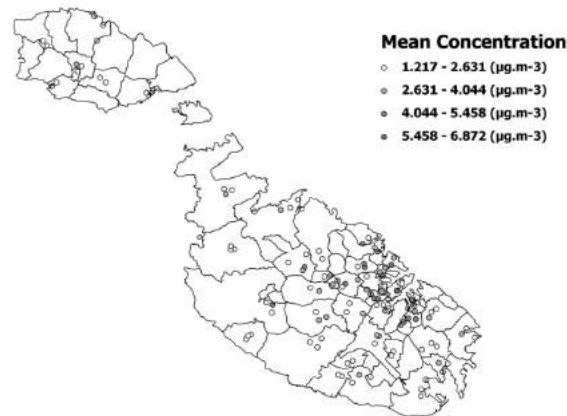 Mean Concentration
1.217 - 2.631 (µg.m-3)
2.631 - 4.044 (µg.m-3)
4.044 - 5.458 (µg.m-3)
5.458 - 6.872 (µg.m-3)